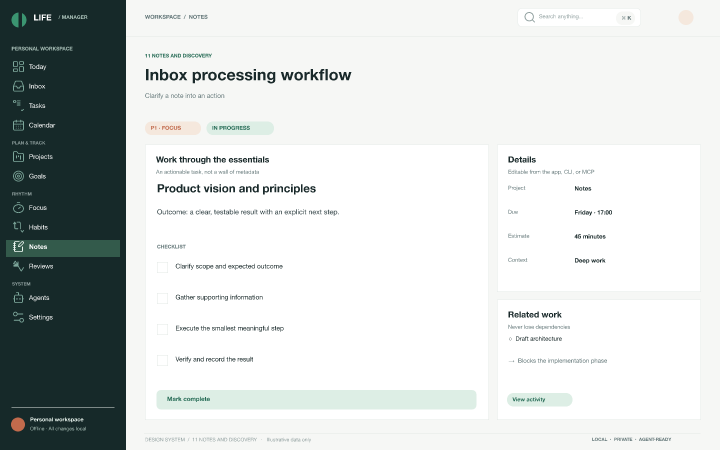 LIFE / MANAGER
PERSONAL WORKSPACE
Today
Inbox
Tasks
Calendar
PLAN & TRACK
Projects
Goals
RHYTHM
Focus
Habits
Notes
Reviews
SYSTEM
Agents
Settings
Personal workspace
Offline · All changes local
WORKSPACE / NOTES
Search anything...
⌘ K
11 NOTES AND DISCOVERY
Inbox processing workflow
Clarify a note into an action
P1 · FOCUS
IN PROGRESS
Work through the essentials
An actionable task, not a wall of metadata
Product vision and principles
Outcome: a clear, testable result with an explicit next step.
CHECKLIST
Clarify scope and expected outcome
Gather supporting information
Execute the smallest meaningful step
Verify and record the result
Mark complete
Details
Editable from the app, CLI, or MCP
Project Notes
Due Friday · 17:00
Estimate 45 minutes
Context Deep work
Related work
Never lose dependencies
○ Draft architecture
→ Blocks the implementation phase
View activity
DESIGN SYSTEM / 11 NOTES AND DISCOVERY · Illustrative data only
LOCAL · PRIVATE · AGENT-READY